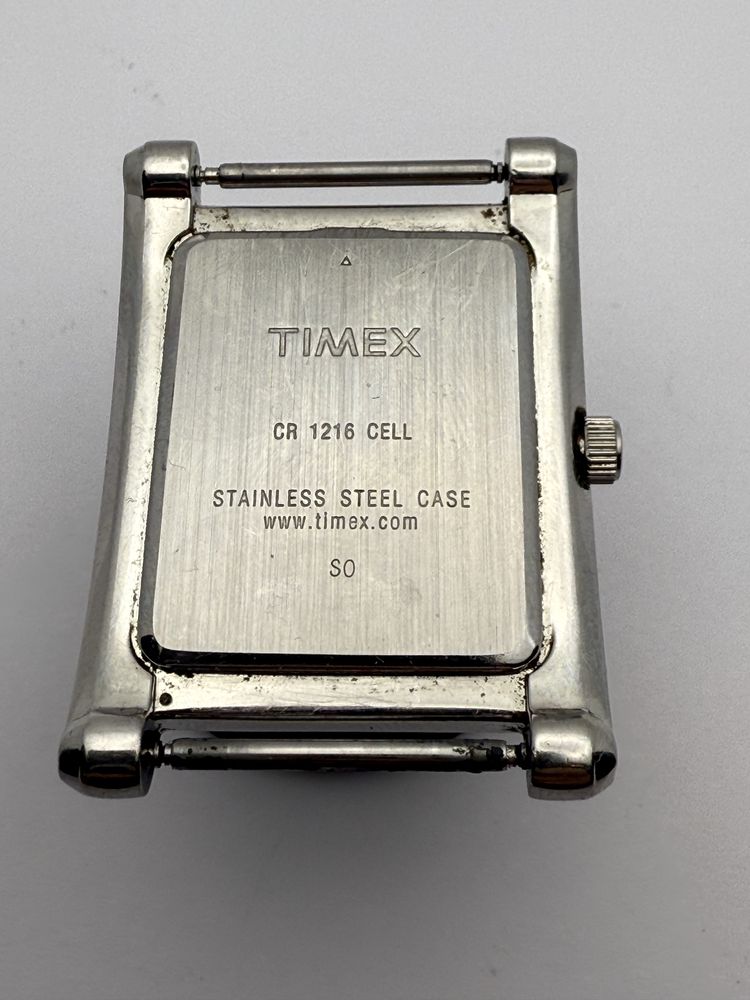 TIMEX
CR 1216 CELL
STAINLESS STEEL CASE
www.timex.com
SO